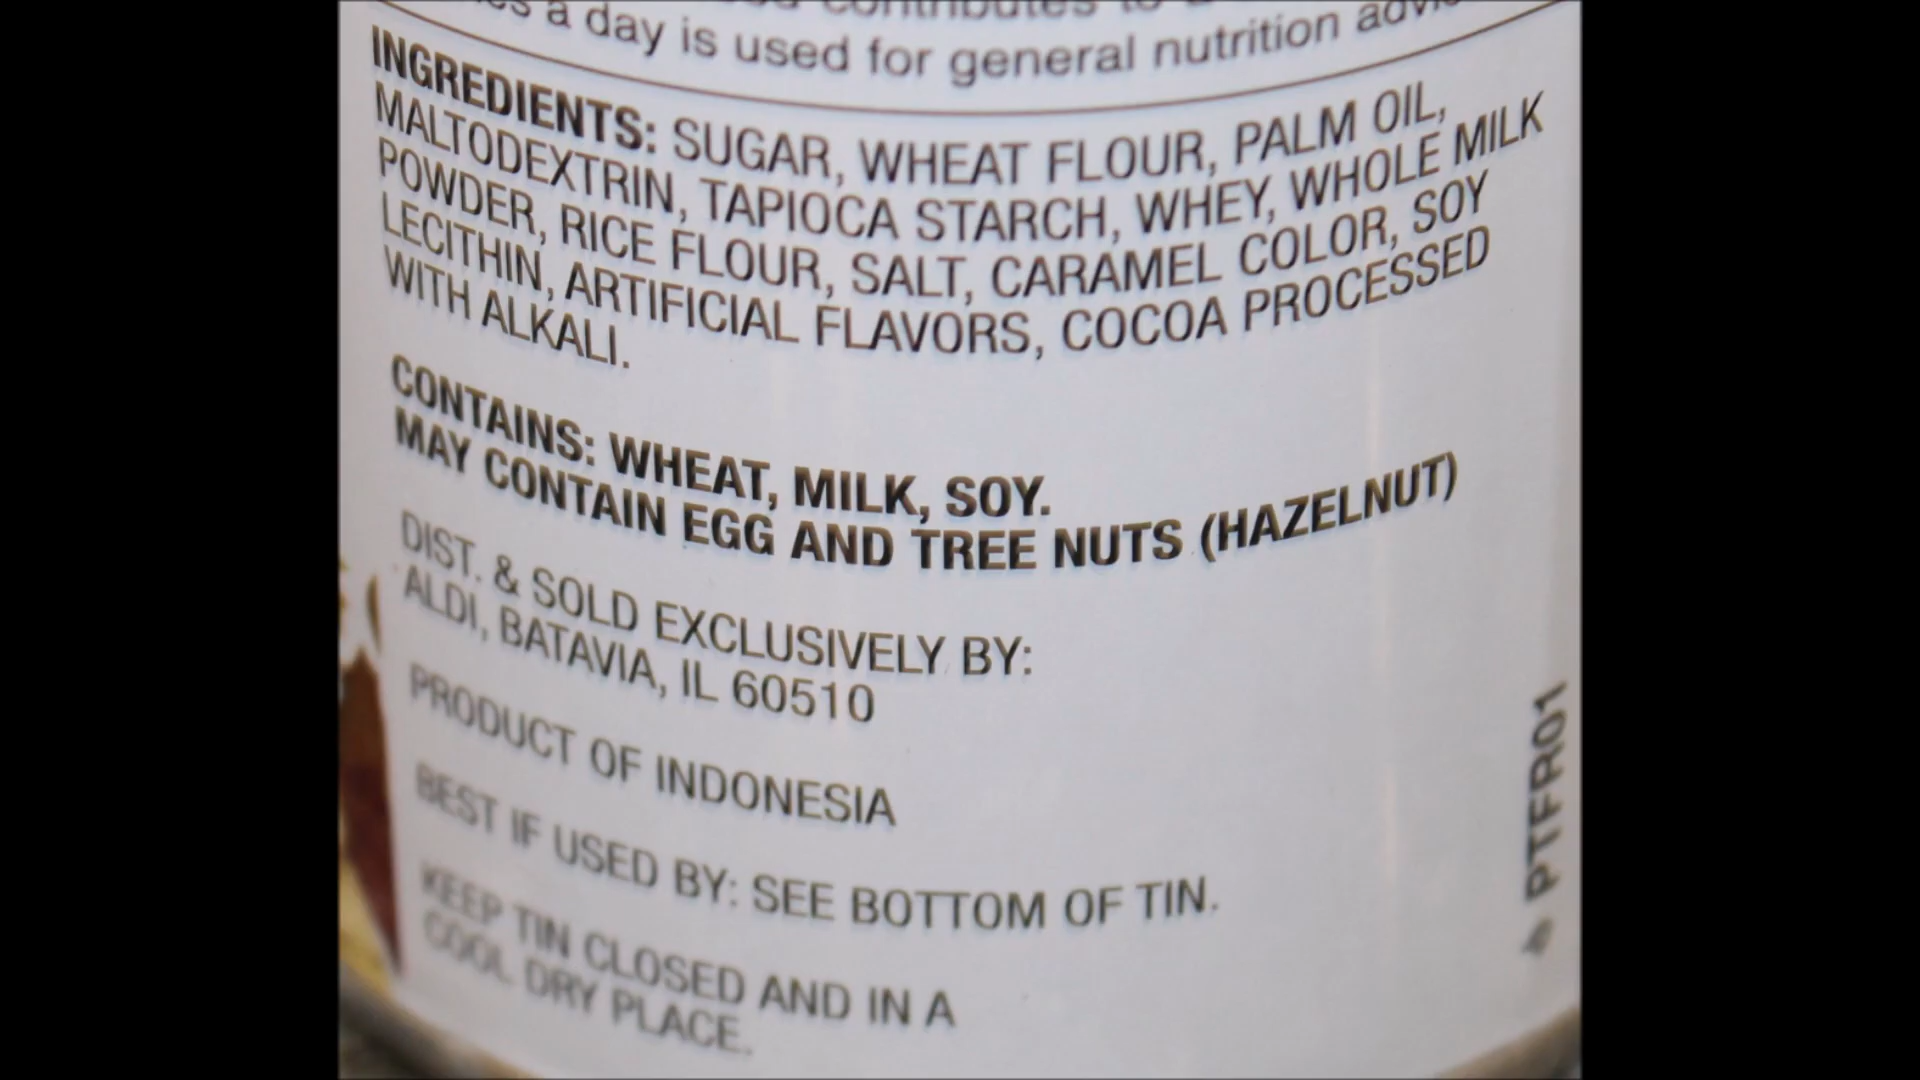 a day is used for general nutrition
INGREDIENTS: SUGAR, WHEAT FLOUR, PALM OIL,
MALTODEXTRIN, TAPIOCA STARCH, WHEY, WHOLE MILK
POWDER, RICE FLOUR, SALT, CARAMEL COLOR, SOY
LECITHIN, ARTIFICIAL FLAVORS, COCOA PROCESSED
WITH ALKALI.
CONTAINS: WHEAT, MILK, SOY.
MAY CONTAIN EGG AND TREE NUTS (HAZELNUT)
DIST. & SOLD EXCLUSIVELY BY:
ALDI, BATAVIA, IL 60510
PRODUCT OF INDONESIA
BEST IF USED BY: SEE BOTTOM OF TIN.
KEEP TIN CLOSED AND IN A
COOL DRY PLACE.
PTFR01